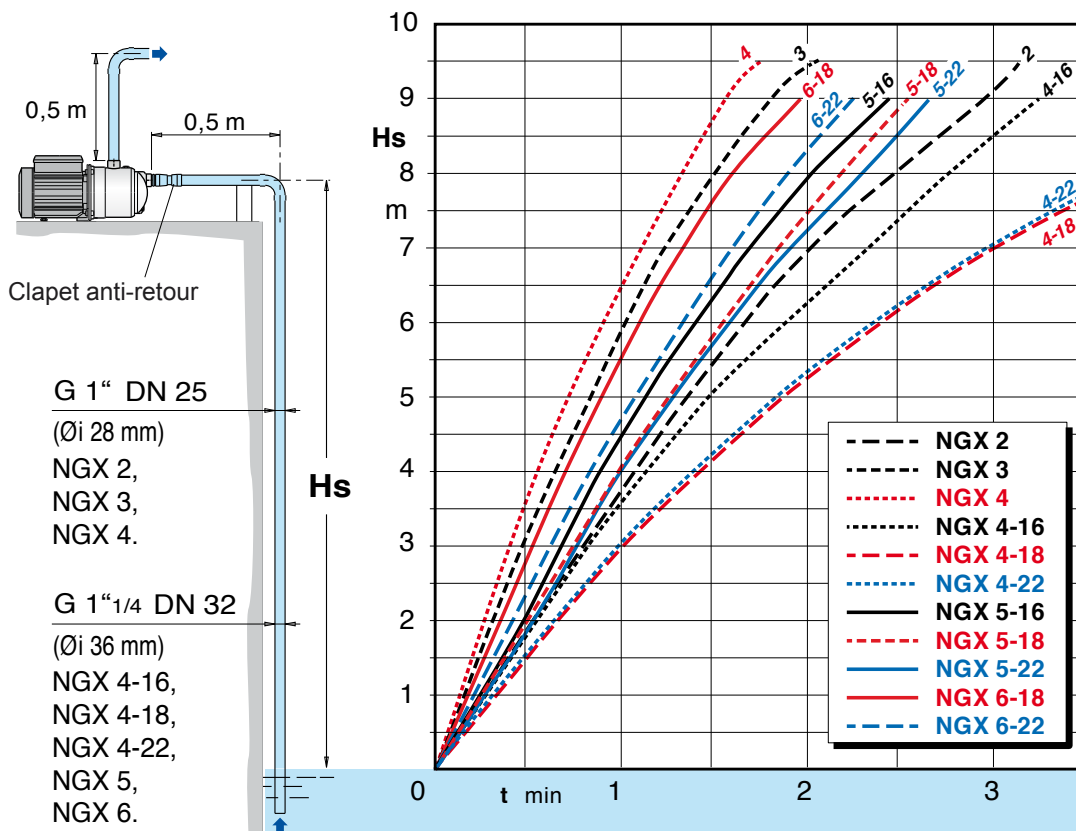 0,5 m
0,5 m
Clapet anti-retour
G 1“ DN 25
(Øi 28 mm)
NGX 2,
NGX 3,
NGX 4.
G 1“1/4 DN 32
(Øi 36 mm)
NGX 4-16,
NGX 4-18,
NGX 4-22,
NGX 5,
NGX 6.
Hs
10
9
Hs
8
m
7
6
5
4
3
2
1
0
t min
1
2
3
4
3
6-18
6-22
5-16
5-18
5-22
2
4-16
4-22
4-18
NGX 2
NGX 3
NGX 4
NGX 4-16
NGX 4-18
NGX 4-22
NGX 5-16
NGX 5-18
NGX 5-22
NGX 6-18
NGX 6-22